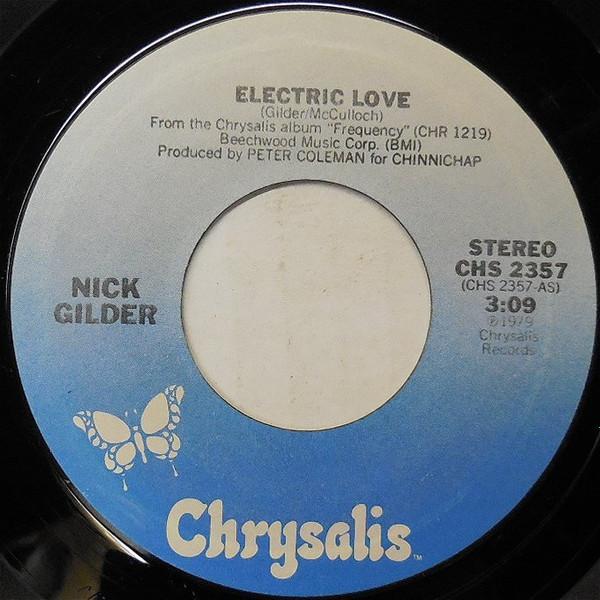 ELECTRIC LOVE
(Gilder/McCulloch)
From the Chrysalis album "Frequency" (CHR 1219)
Beechwood Music Corp. (BMI)
Produced by PETER COLEMAN for CHINNICHAP
NICK
GILDER
STEREO
CHS 2357
(CHS 2357-AS)
3:09
℗1979
Chrysalis
Records
Chrysalis™